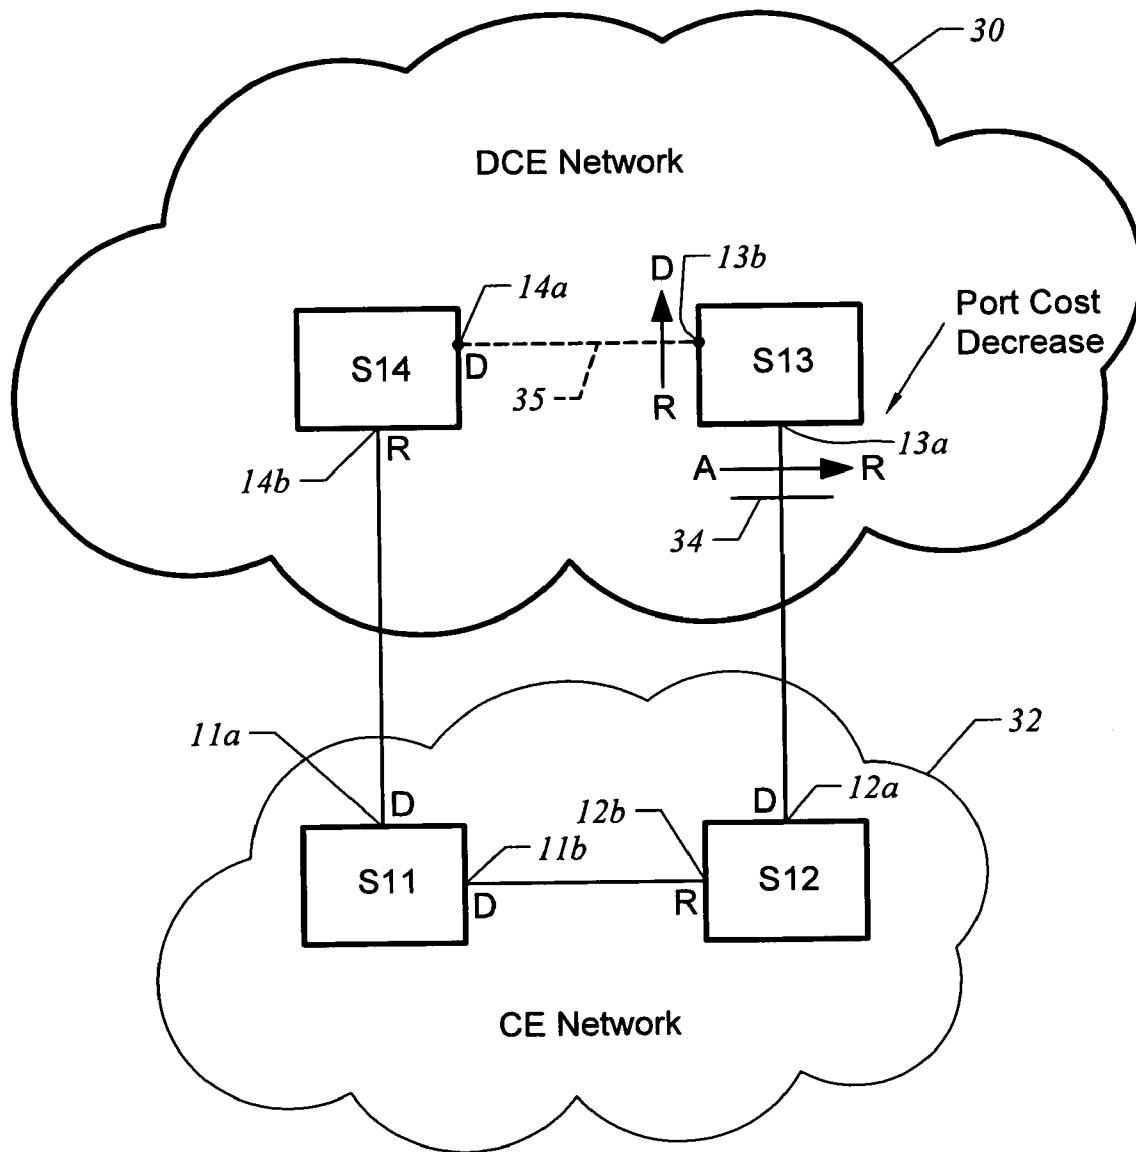 30
DCE Network
D
13b
14a
Port Cost
Decrease
S14
D
S13
35
R
R
14b
13a
A
R
34
11a
32
D
D
12a
12b
11b
S11
S12
D
R
CE Network